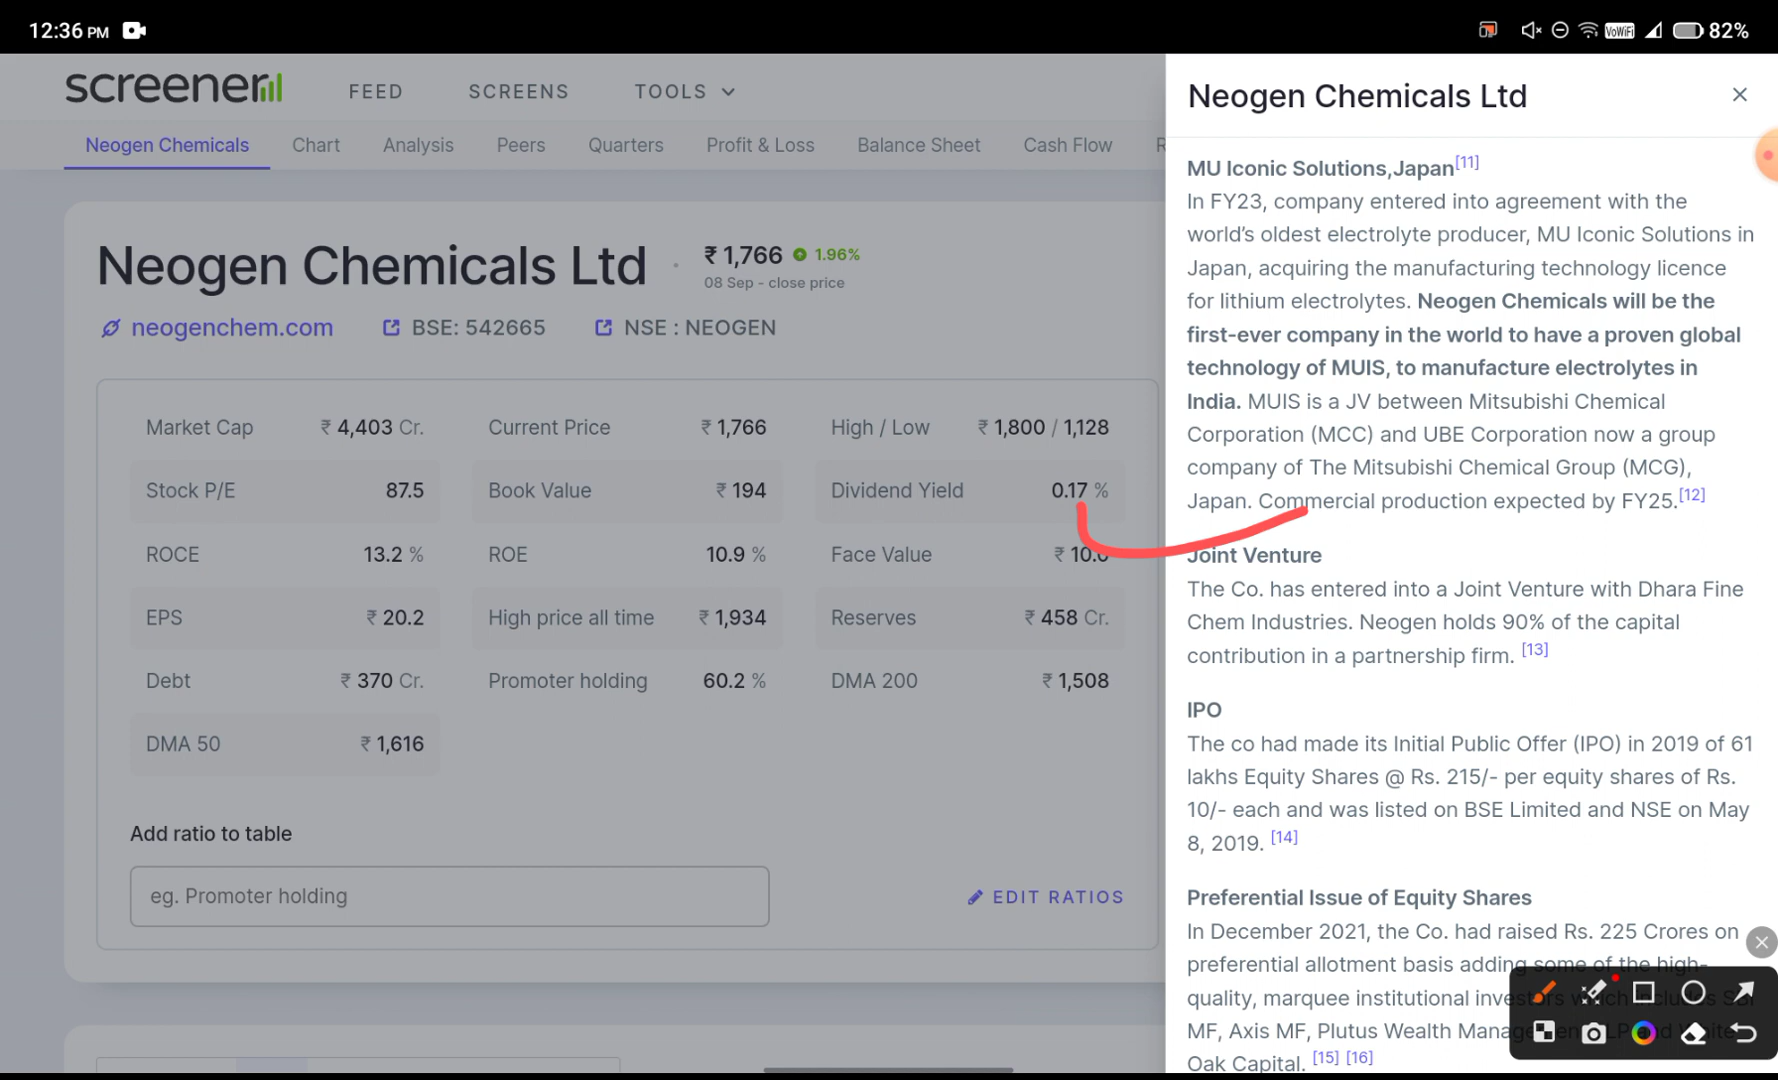 12:36 PM
VoWiFi
82%
screener
FEED
SCREENS
TOOLS
Neogen Chemicals
Chart
Analysis
Peers
Quarters
Profit & Loss
Balance Sheet
Cash Flow
R
Neogen Chemicals Ltd
₹ 1,766
1.96%
08 Sep - close price
neogenchem.com
BSE: 542665
NSE : NEOGEN
Market Cap ₹ 4,403 Cr.
Current Price ₹ 1,766
High / Low ₹ 1,800 / 1,128
Stock P/E 87.5
Book Value ₹ 194
Dividend Yield 0.17 %
ROCE 13.2 %
ROE 10.9 %
Face Value ₹ 10.0
EPS ₹ 20.2
High price all time ₹ 1,934
Reserves ₹ 458 Cr.
Debt ₹ 370 Cr.
Promoter holding 60.2 %
DMA 200 ₹ 1,508
DMA 50 ₹ 1,616
Add ratio to table
eg. Promoter holding
EDIT RATIOS
Neogen Chemicals Ltd
MU Iconic Solutions,Japan[11]
In FY23, company entered into agreement with the
world's oldest electrolyte producer, MU Iconic Solutions in
Japan, acquiring the manufacturing technology licence
for lithium electrolytes. Neogen Chemicals will be the
first-ever company in the world to have a proven global
technology of MUIS, to manufacture electrolytes in
India. MUIS is a JV between Mitsubishi Chemical
Corporation (MCC) and UBE Corporation now a group
company of The Mitsubishi Chemical Group (MCG),
Japan. Commercial production expected by FY25.[12]
Joint Venture
The Co. has entered into a Joint Venture with Dhara Fine
Chem Industries. Neogen holds 90% of the capital
contribution in a partnership firm. [13]
IPO
The co had made its Initial Public Offer (IPO) in 2019 of 61
lakhs Equity Shares @ Rs. 215/- per equity shares of Rs.
10/- each and was listed on BSE Limited and NSE on May
8, 2019. [14]
Preferential Issue of Equity Shares
In December 2021, the Co. had raised Rs. 225 Crores on
preferential allotment basis adding some of the high-
quality, marquee institutional investors which includes SBI
MF, Axis MF, Plutus Wealth Management LLP and White
Oak Capital. [15] [16]